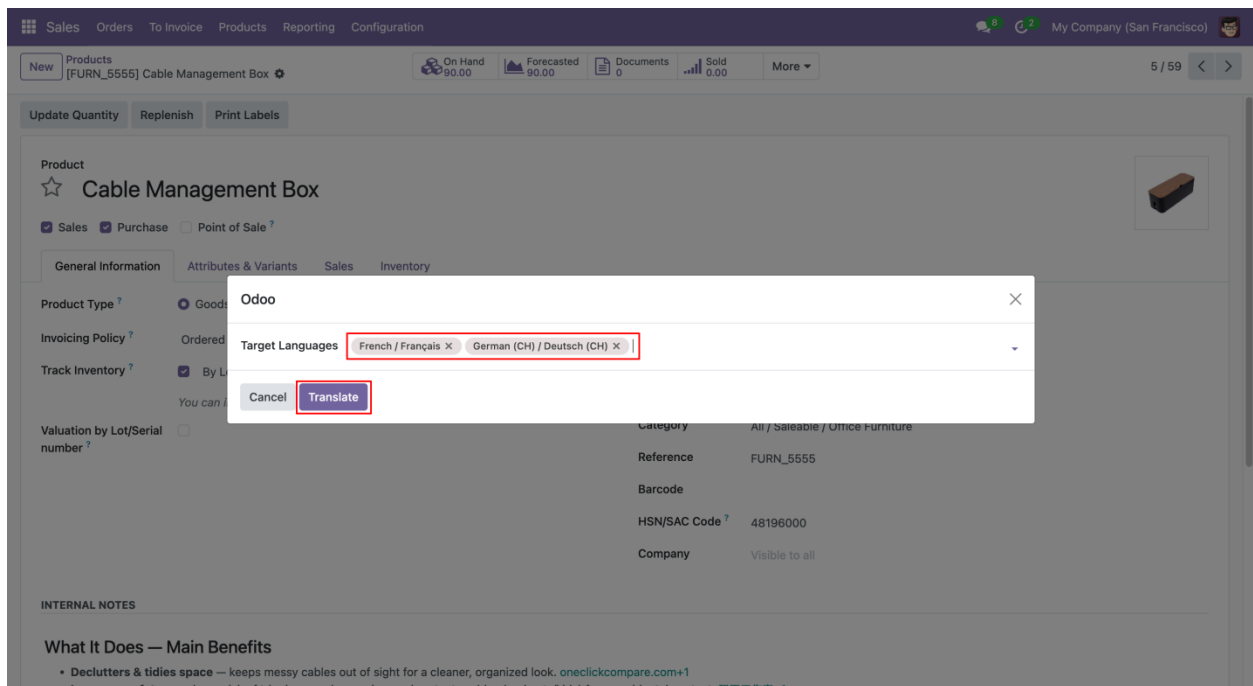 Sales Orders To Invoice Products Reporting Configuration 8 2 My Company (San Francisco)
New Products On Hand Forecasted Documents Sold More 5 / 59
[FURN_5555] Cable Management Box 90.00 90.00 0 0.00
Update Quantity Replenish Print Labels
Product
Cable Management Box
Sales Purchase Point of Sale ?
General Information Attributes & Variants Sales Inventory
Odoo
Product Type ? Goods
Invoicing Policy ? Ordered
Target Languages French / Français × German (CH) / Deutsch (CH) ×
Track Inventory ? By L
Cancel Translate
You can
Valuation by Lot/Serial
number ?
Category All / Saleable / Office Furniture
Reference FURN_5555
Barcode
HSN/SAC Code ? 48196000
Company Visible to all
INTERNAL NOTES
What It Does — Main Benefits
• Declutters & tidies space — keeps messy cables out of sight for a cleaner, organized look. oneclickcompare.com+1